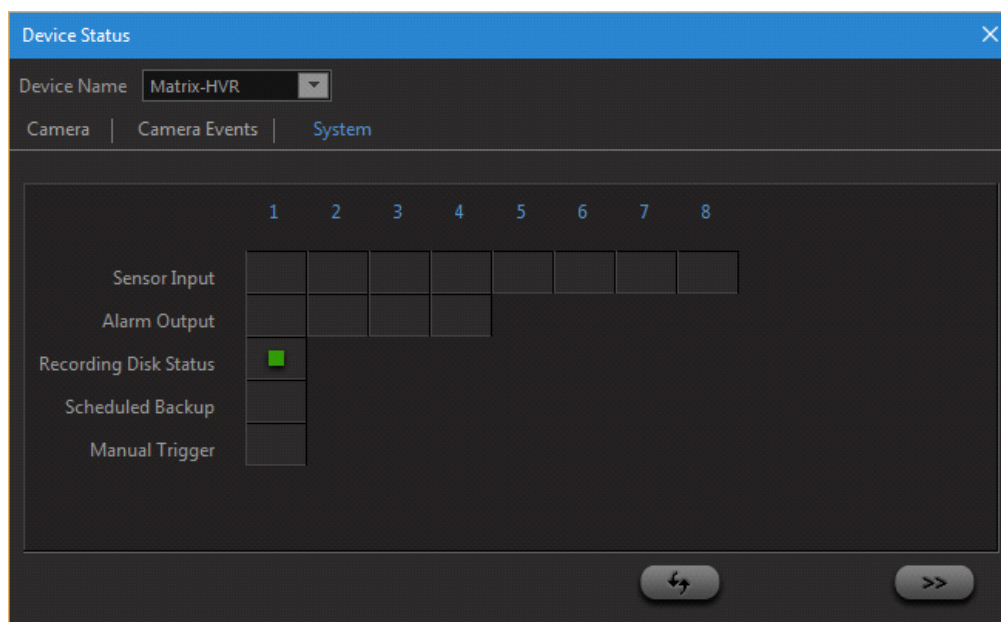 Device Status
Device Name Matrix-HVR
Camera Camera Events System
1 2 3 4 5 6 7 8
Sensor Input
Alarm Output
Recording Disk Status
Scheduled Backup
Manual Trigger
>>